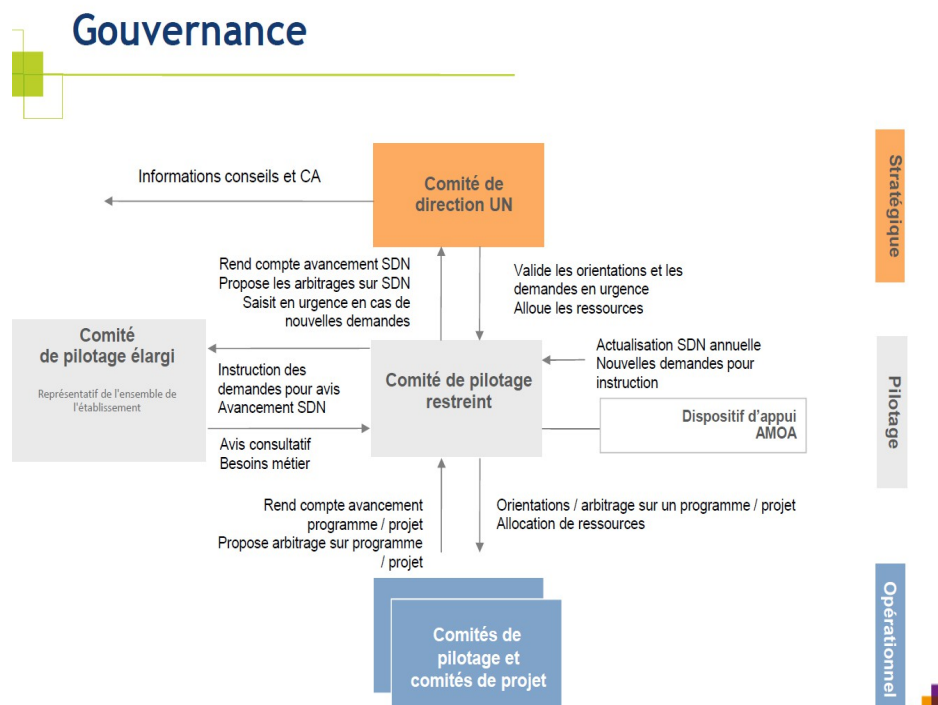 Gouvernance
Informations conseils et CA
Comité de
direction UN
Stratégique
Rend compte avancement SDN
Propose les arbitrages sur SDN
Saisit en urgence en cas de
nouvelles demandes
Valide les orientations et les
demandes en urgence
Alloue les ressources
Comité
de pilotage élargi
Représentatif de l'ensemble de
l'établissement
Instruction des
demandes pour avis
Avancement SDN
Avis consultatif
Besoins métier
Comité de pilotage
restreint
Actualisation SDN annuelle
Nouvelles demandes pour
instruction
Dispositif d'appui
AMOA
Pilotage
Rend compte avancement
programme / projet
Propose arbitrage sur programme
/ projet
Orientations / arbitrage sur un programme / projet
Allocation de ressources
Comités de
pilotage et
comités de projet
Opérationnel